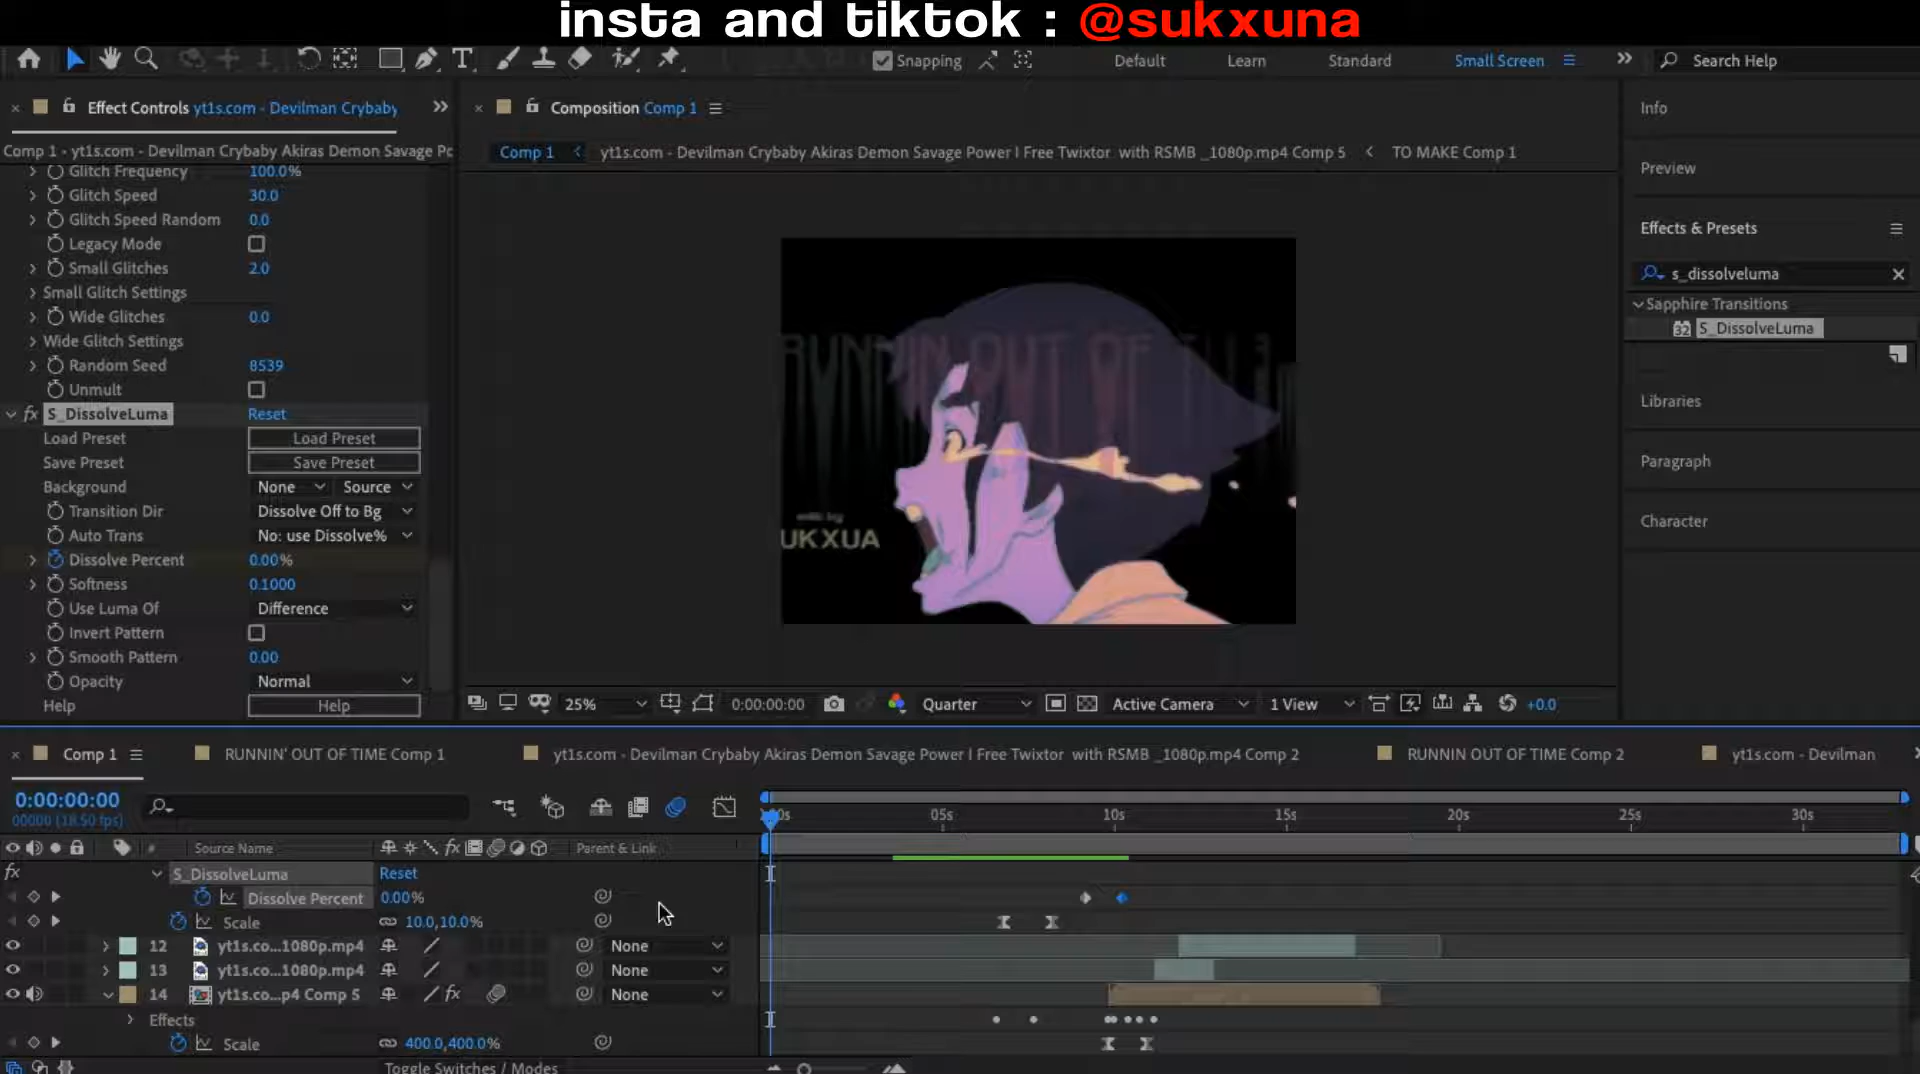 insta and tiktok : @sukxuna
Snapping
Default
Learn
Standard
Small Screen
Search Help
Effect Controls yt1s.com - Devilman Crybaby
Composition Comp 1
Info
Comp 1 - yt1s.com - Devilman Crybaby Akiras Demon Savage Po
Comp 1
yt1s.com - Devilman Crybaby Akiras Demon Savage Power l Free Twixtor with RSMB _1080p.mp4 Comp 5
TO MAKE Comp 1
Preview
Glitch Frequency 100.0%
Glitch Speed 30.0
Glitch Speed Random 0.0
Legacy Mode
Small Glitches 2.0
Small Glitch Settings
Wide Glitches 0.0
Wide Glitch Settings
Random Seed 8539
Unmult
S_DissolveLuma Reset
Load Preset Load Preset
Save Preset Save Preset
Background None Source
Transition Dir Dissolve Off to Bg
Auto Trans No: use Dissolve%
Dissolve Percent 0.00%
Softness 0.1000
Use Luma Of Difference
Invert Pattern
Smooth Pattern 0.00
Opacity Normal
Help Help
RUNNIN OUT OF
UKXUA
Effects & Presets
s_dissolveluma
Sapphire Transitions
32 S_DissolveLuma
Libraries
Paragraph
Character
25%
0:00:00:00
Quarter
Active Camera
1 View
+0.0
Comp 1
RUNNIN' OUT OF TIME Comp 1
yt1s.com - Devilman Crybaby Akiras Demon Savage Power l Free Twixtor with RSMB _1080p.mp4 Comp 2
RUNNIN OUT OF TIME Comp 2
yt1s.com - Devilman
0:00:00:00
00000 (18.50 fps)
05s 10s 15s 20s 25s 30s
# Source Name
fx
Parent & Link
fx S_DissolveLuma Reset
Dissolve Percent 0.00%
Scale 10.0,10.0%
12 yt1s.co...1080p.mp4 None
13 yt1s.co...1080p.mp4 None
14 yt1s.co...p4 Comp 5 fx None
Effects
Scale 400.0,400.0%
Toggle Switches / Modes